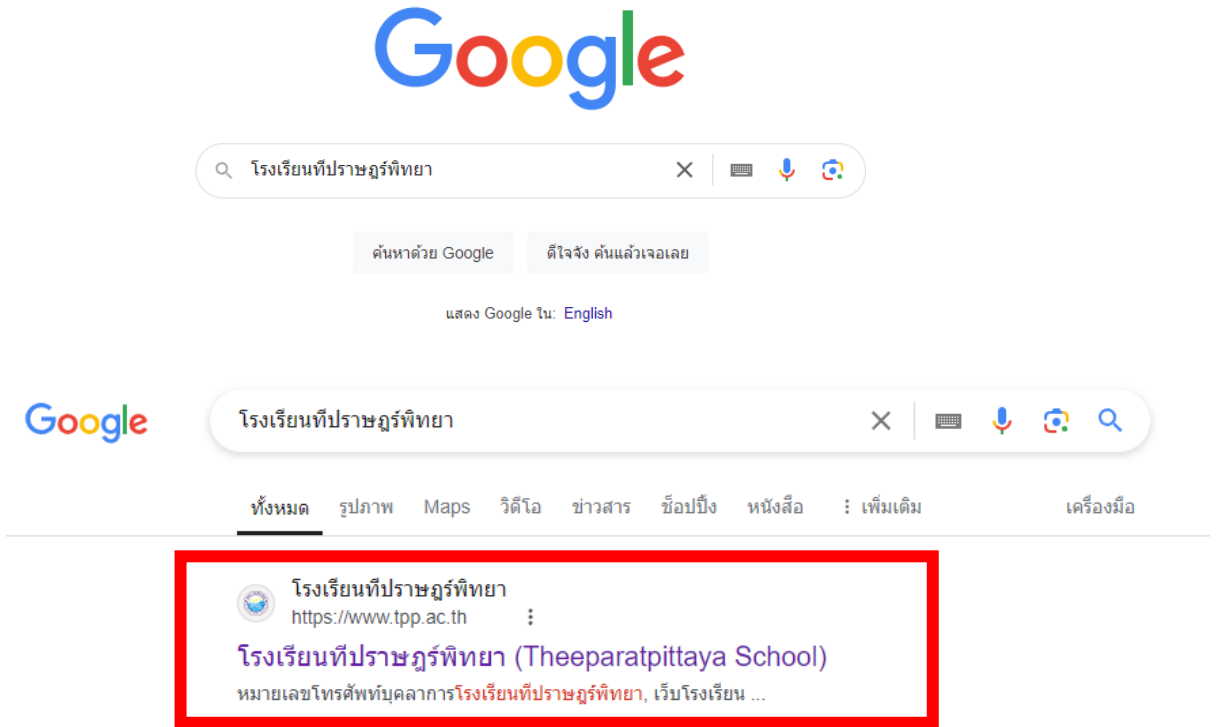 Google
โรงเรียนทีปราษฎร์พิทยา
ค้นหาด้วย Google ดีใจจัง ค้นแล้วเจอเลย
แสดง Google ใน: English
Google โรงเรียนทีปราษฎร์พิทยา
ทั้งหมด รูปภาพ Maps วิดีโอ ข่าวสาร ช็อปปิ้ง หนังสือ เพิ่มเติม เครื่องมือ
โรงเรียนทีปราษฎร์พิทยา
https://www.tpp.ac.th
โรงเรียนทีปราษฎร์พิทยา (Theeparatpittaya School)
หมายเลขโทรศัพท์บุคลาการโรงเรียนทีปราษฎร์พิทยา, เว็บโรงเรียน ...